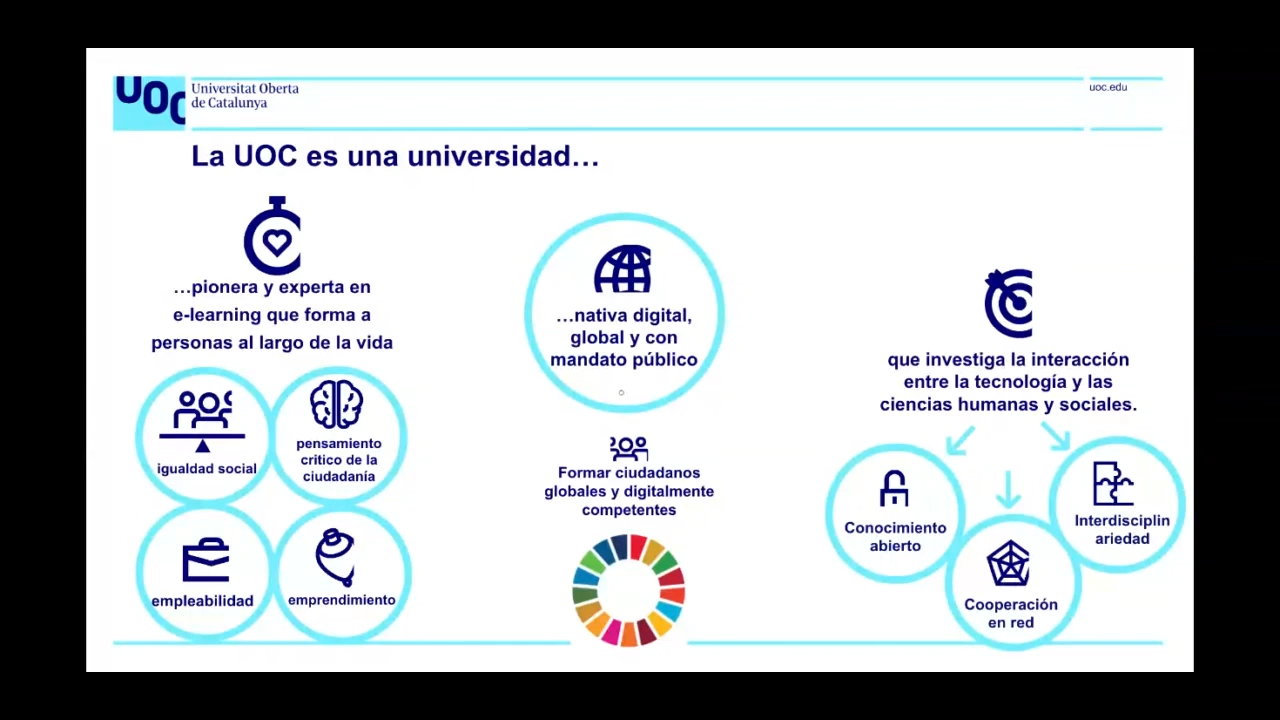 UOC
Universitat Oberta
de Catalunya
uoc.edu
La UOC es una universidad…
…pionera y experta en
e-learning que forma a
personas al largo de la vida
igualdad social
pensamiento
critico de la
ciudadanía
empleabilidad
emprendimiento
…nativa digital,
global y con
mandato público
Formar ciudadanos
globales y digitalmente
competentes
que investiga la interacción
entre la tecnología y las
ciencias humanas y sociales.
Conocimiento
abierto
Cooperación
en red
Interdisciplin
ariedad